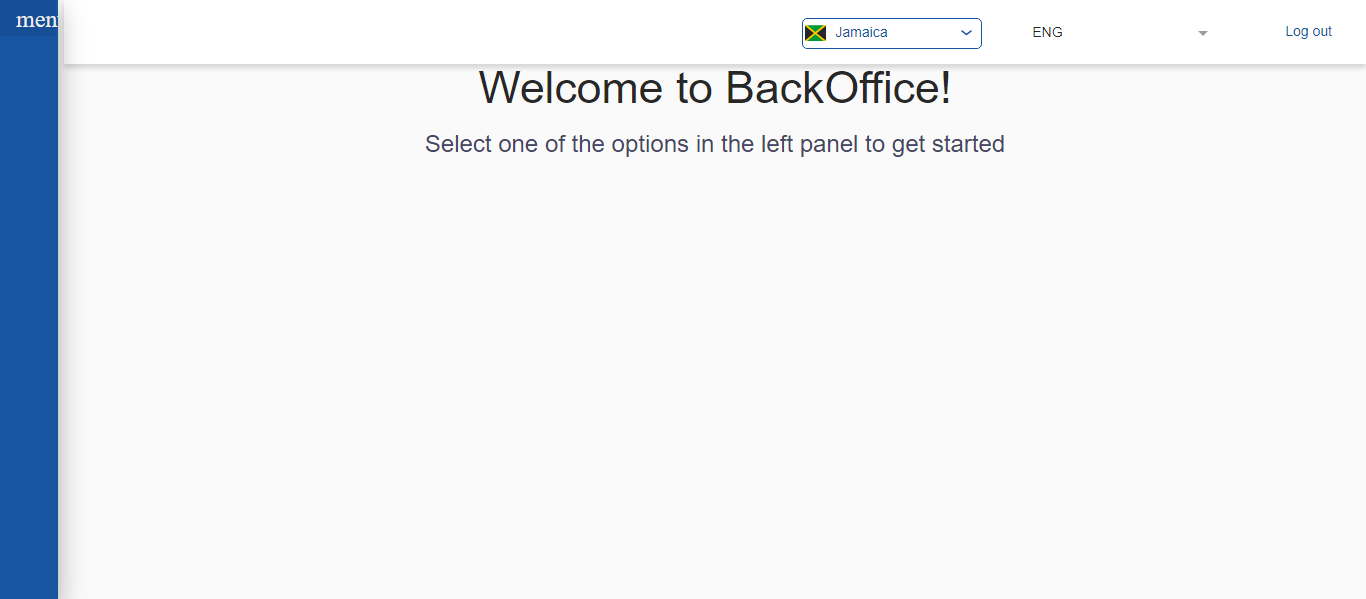 men
Jamaica
ENG
Log out
Welcome to BackOffice!
Select one of the options in the left panel to get started